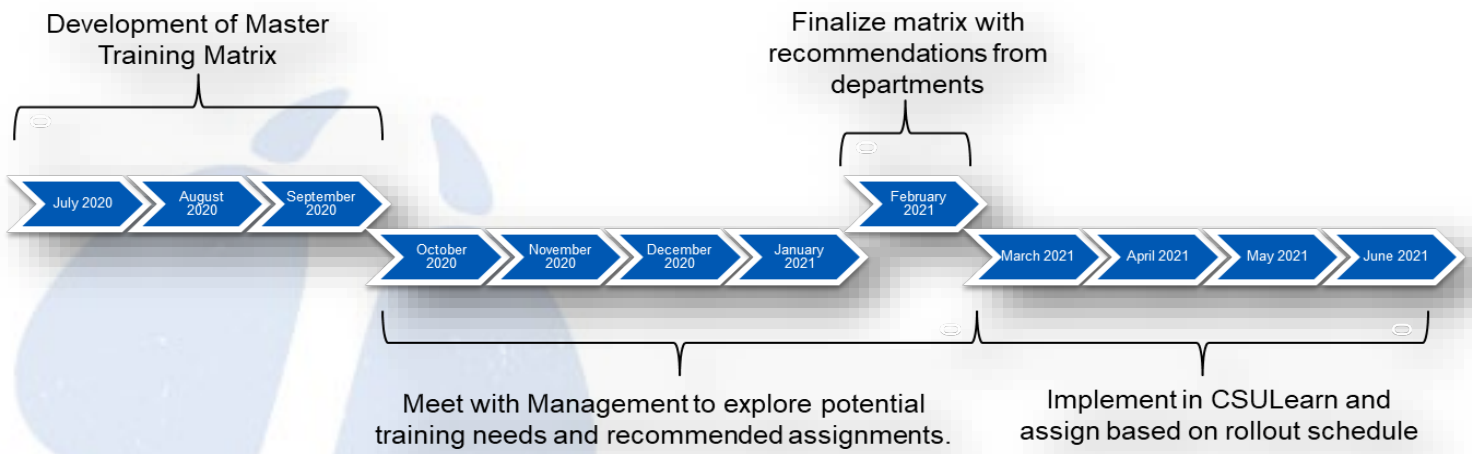 Development of Master
Training Matrix
Finalize matrix with
recommendations from
departments
July 2020
August
2020
September
2020
February
2021
October
2020
November
2020
December
2020
January
2021
March 2021
April 2021
May 2021
June 2021
Meet with Management to explore potential
training needs and recommended assignments.
Implement in CSULearn and
assign based on rollout schedule